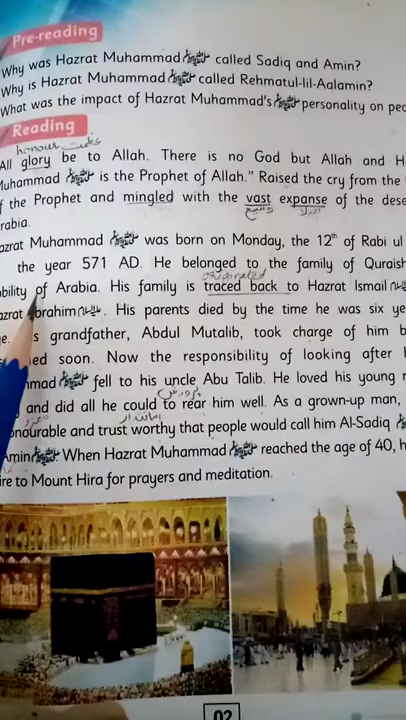 Pre-reading
Why was Hazrat Muhammad ﷺ called Sadiq and Amin?
Why is Hazrat Muhammad ﷺ called Rehmatul-lil-Aalamin?
What was the impact of Hazrat Muhammad's ﷺ personality on peo
Reading
honour
All glory be to Allah. There is no God but Allah and H
Muhammad ﷺ is the Prophet of Allah." Raised the cry from the
f the Prophet and mingled with the vast expanse of the dese
وسیع
rabia.
azrat Muhammad ﷺ was born on Monday, the 12th of Rabi ul
the year 571 AD. He belonged to the family of Quraish
originated
obility of Arabia. His family is traced back to Hazrat Ismail
azrat Ibrahim. His parents died by the time he was six ye
e. s grandfather, Abdul Mutalib, took charge of him b
ied soon. Now the responsibility of looking after h
mad ﷺ fell to his uncle Abu Talib. He loved his young n
پرورش
and did all he could to rear him well. As a grown-up man,
ایماندار
onourable and trust worthy that people would call him Al-Sadiq
Amin ﷺ. When Hazrat Muhammad ﷺ reached the age of 40, h
ire to Mount Hira for prayers and meditation.
02